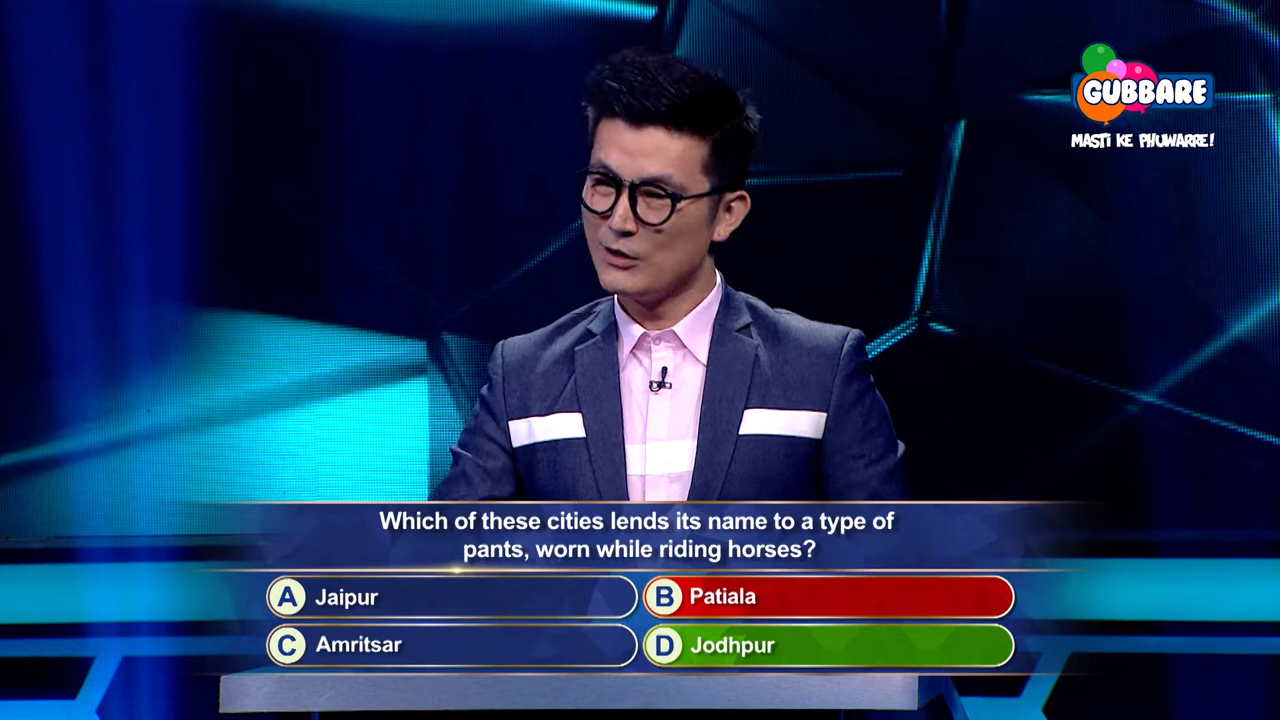 GUBBARE
MASTI KE PHUWARRE!
Which of these cities lends its name to a type of
pants, worn while riding horses?
A Jaipur
B Patiala
C Amritsar
D Jodhpur